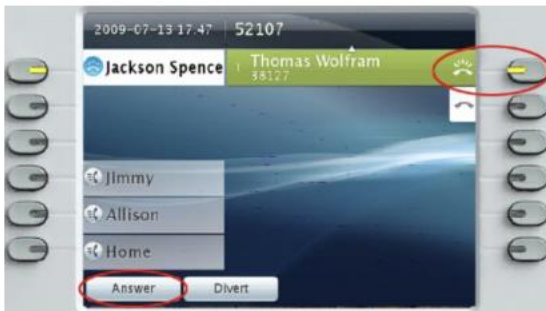 2009-07-13 17.47 52107
Jackson Spence
Thomas Wolfram
38127
Jimmy
Allison
Home
Answer Divert